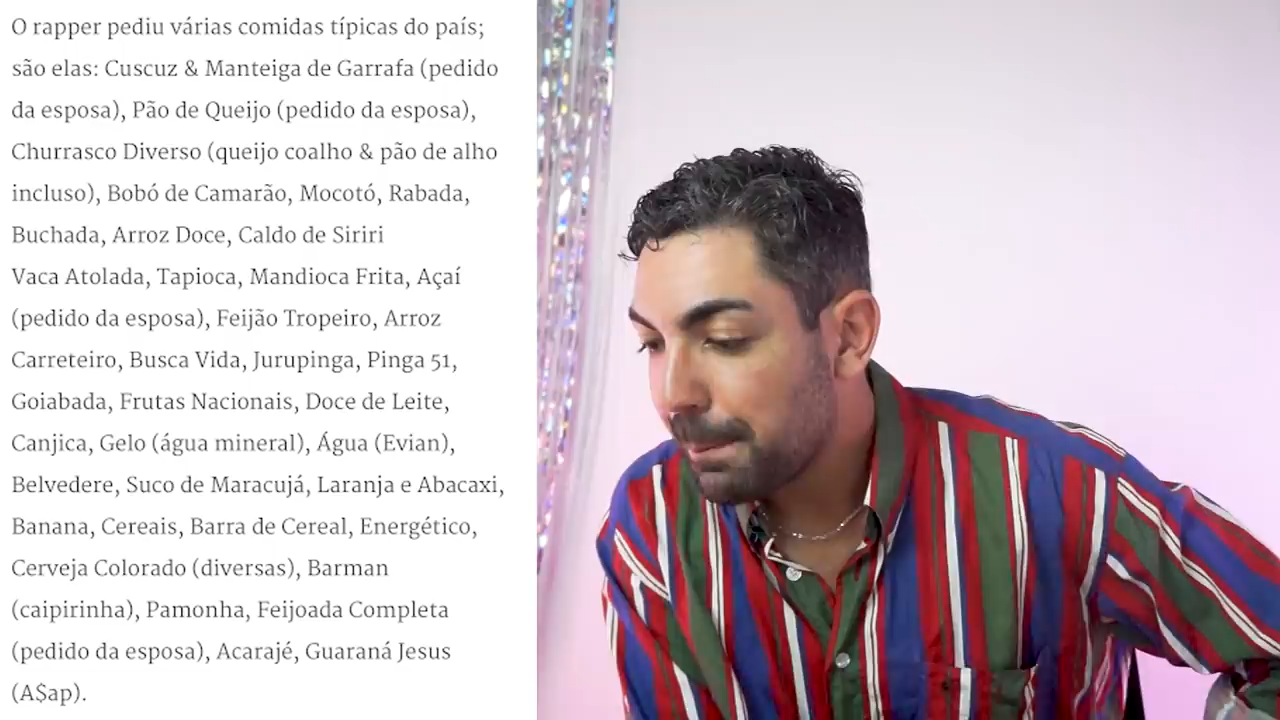 O rapper pediu várias comidas típicas do país;
são elas: Cuscuz & Manteiga de Garrafa (pedido
da esposa), Pão de Queijo (pedido da esposa),
Churrasco Diverso (queijo coalho & pão de alho
incluso), Bobó de Camarão, Mocotó, Rabada,
Buchada, Arroz Doce, Caldo de Siriri
Vaca Atolada, Tapioca, Mandioca Frita, Açaí
(pedido da esposa), Feijão Tropeiro, Arroz
Carreteiro, Busca Vida, Jurupinga, Pinga 51,
Goiabada, Frutas Nacionais, Doce de Leite,
Canjica, Gelo (água mineral), Água (Evian),
Belvedere, Suco de Maracujá, Laranja e Abacaxi,
Banana, Cereais, Barra de Cereal, Energético,
Cerveja Colorado (diversas), Barman
(caipirinha), Pamonha, Feijoada Completa
(pedido da esposa), Acarajé, Guaraná Jesus
(A$ap).